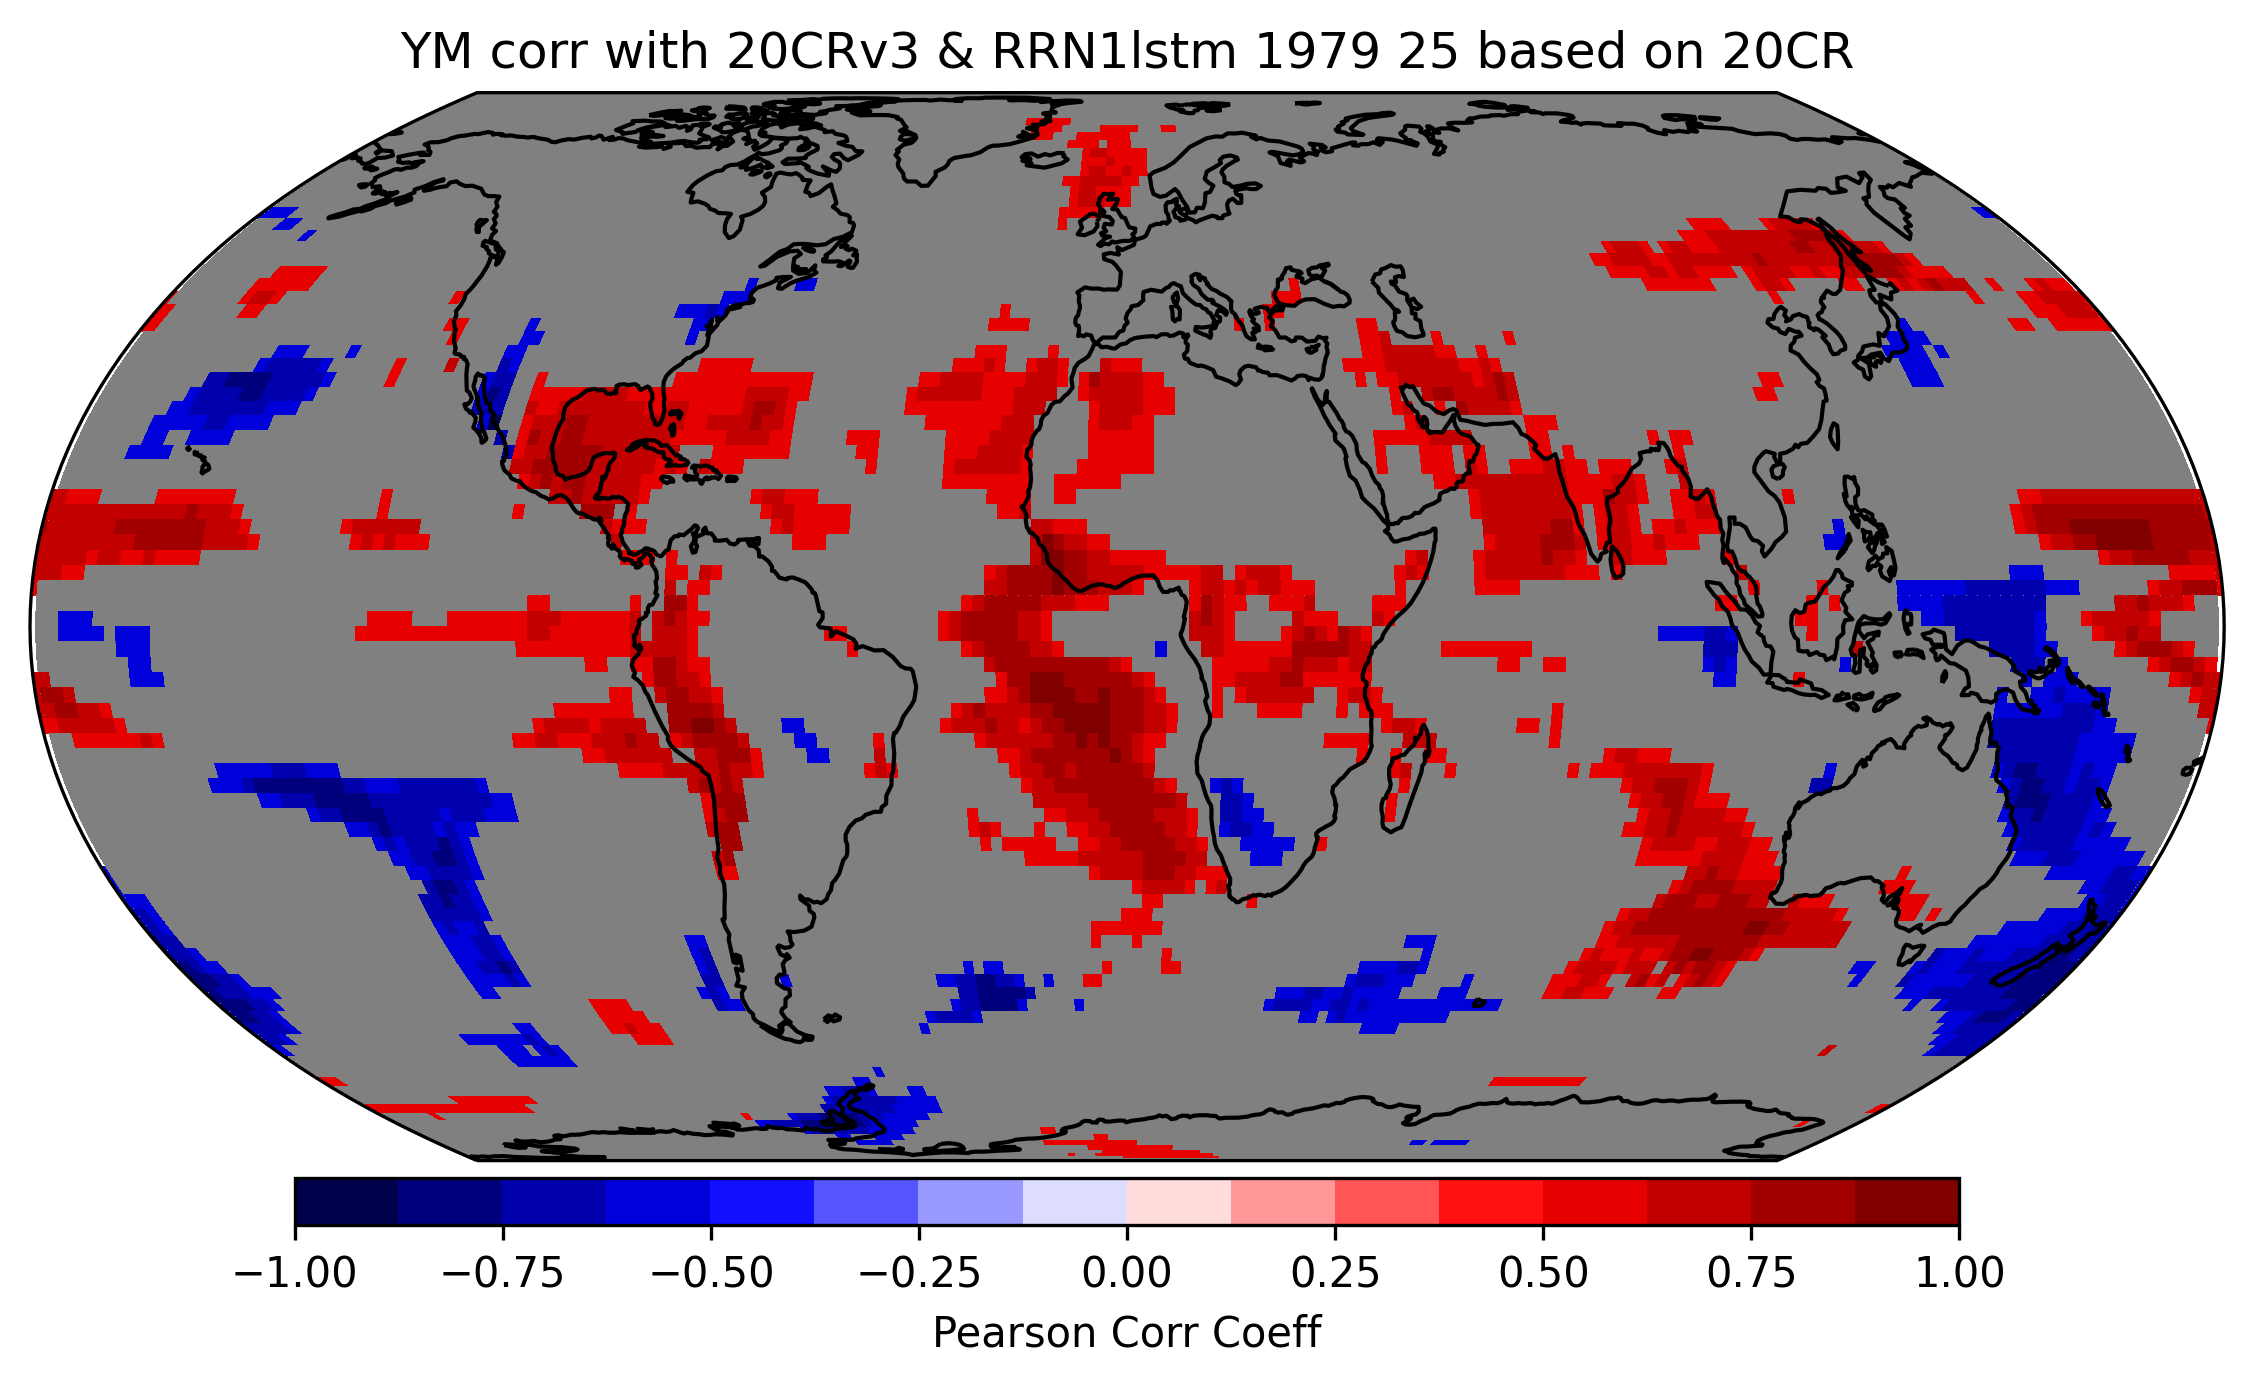 YM corr with 20CRv3 & RRN1lstm 1979 25 based on 20CR
−1.00 −0.75 −0.50 −0.25 0.00 0.25 0.50 0.75 1.00
Pearson Corr Coeff